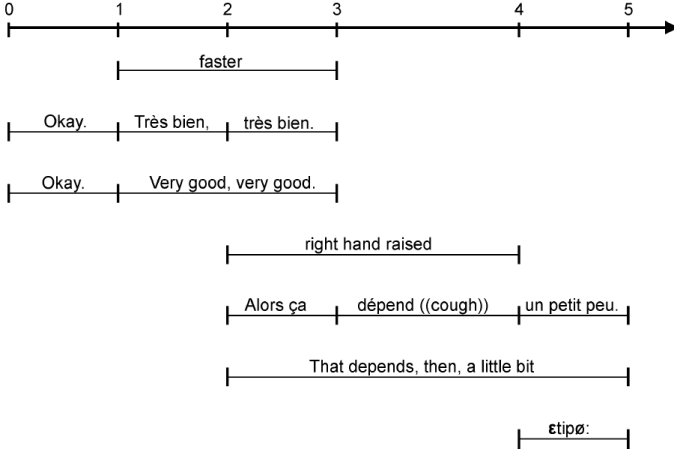 0 1 2 3 4 5
faster
Okay. Très bien, très bien.
Okay. Very good, very good.
right hand raised
Alors ça dépend ((cough)) un petit peu.
That depends, then, a little bit
ɛtipø: